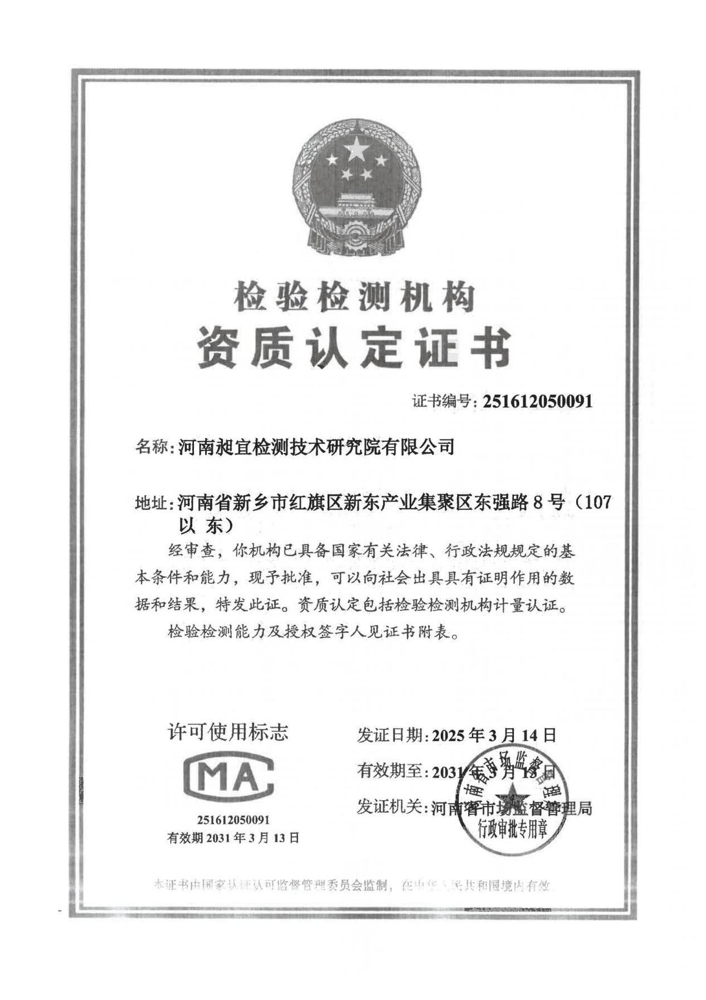 检验检测机构
资质认定证书
证书编号：251612050091
名称：河南昶宜检测技术研究院有限公司
地址：河南省新乡市红旗区新东产业集聚区东强路 8 号（107
以 东）
经审查，你机构已具备国家有关法律、行政法规规定的基
本条件和能力，现予批准，可以向社会出具具有证明作用的数
据和结果，特发此证。资质认定包括检验检测机构计量认证。
检验检测能力及授权签字人见证书附表。
许可使用标志
MA
251612050091
有效期 2031 年 3 月 13 日
发证日期：2025 年 3 月 14 日
有效期至：2031 年 3 月 13 日
发证机关：河南省市场监督管理局
河南省市场监督管理局
行政审批专用章
本证书由国家认证认可监督管理委员会监制，在中华人民共和国境内有效